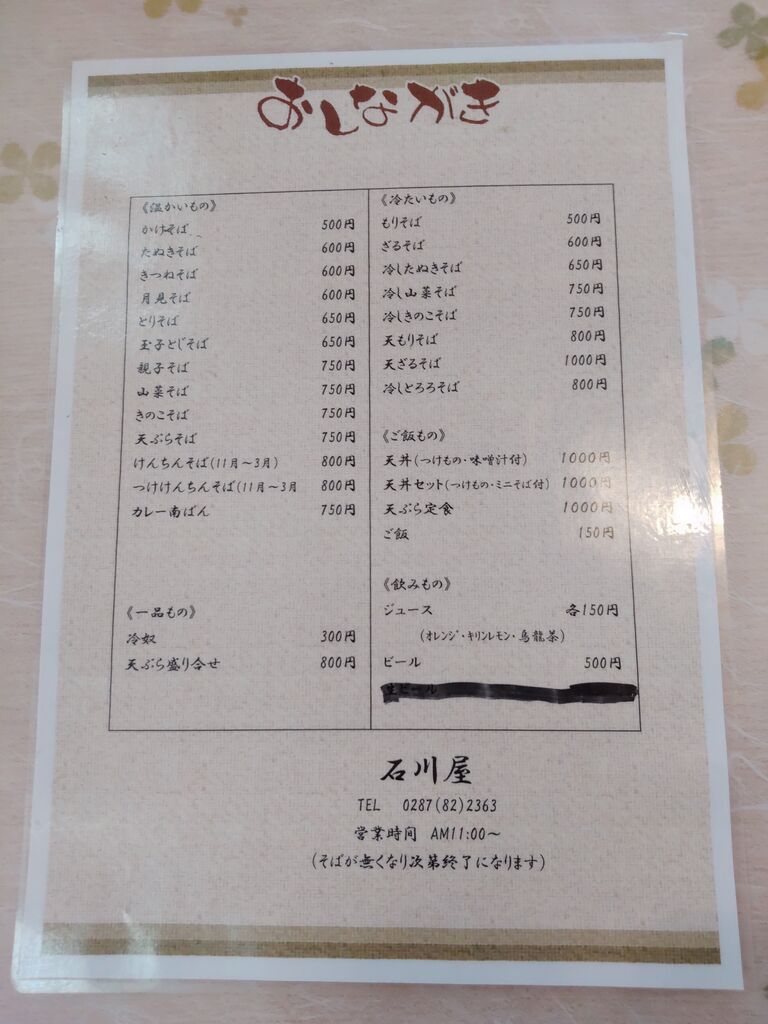 おしながき
《温かいもの》
かけそば 500円
たぬきそば 600円
きつねそば 600円
月見そば 600円
とりそば 650円
玉子とじそば 650円
親子そば 750円
山菜そば 750円
きのこそば 750円
天ぷらそば 750円
けんちんそば(11月～3月) 800円
つけけんちんそば(11月～3月 800円
カレー南ばん 750円
《一品もの》
冷奴 300円
天ぷら盛り合せ 800円
《冷たいもの》
もりそば 500円
ざるそば 600円
冷したぬきそば 650円
冷し山菜そば 750円
冷しきのこそば 750円
天もりそば 800円
天ざるそば 1000円
冷しとろろそば 800円
《ご飯もの》
天丼(つけもの・味噌汁付) 1000円
天丼セット(つけもの・ミニそば付) 1000円
天ぷら定食 1000円
ご飯 150円
《飲みもの》
ジュース 各150円
(オレンジ・キリンレモン・烏龍茶)
ビール 500円
生ビール
石川屋
TEL 0287(82)2363
営業時間 AM11:00～
(そばが無くなり次第終了になります)